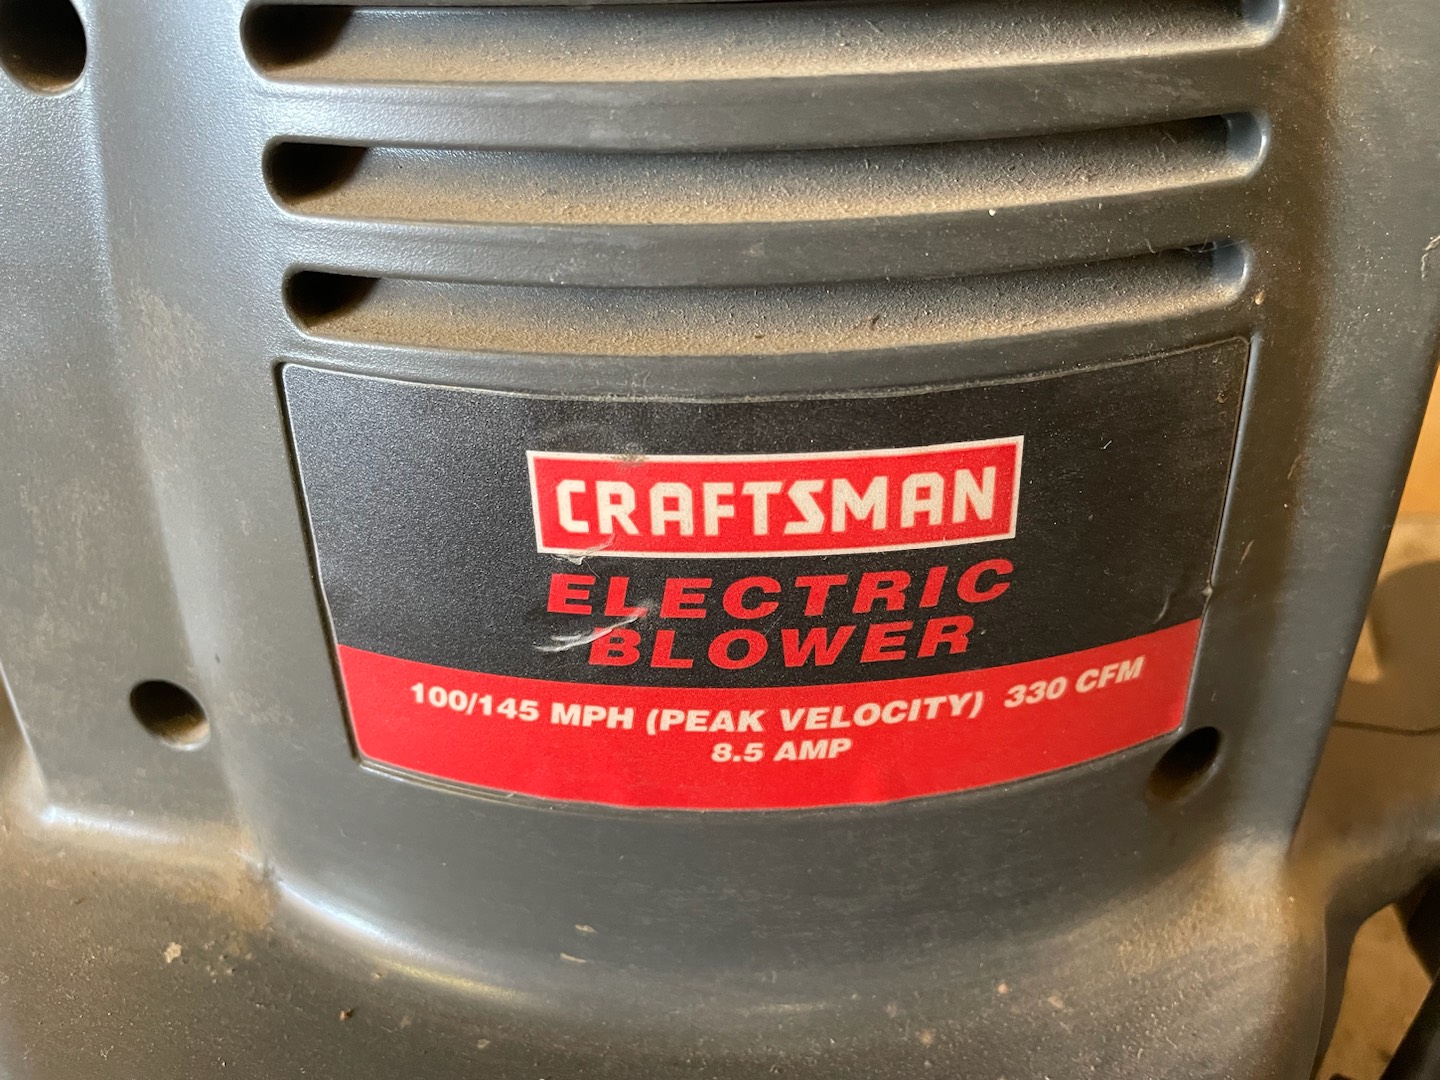 CRAFTSMAN
ELECTRIC
BLOWER
100/145 MPH (PEAK VELOCITY) 330 CFM
8.5 AMP